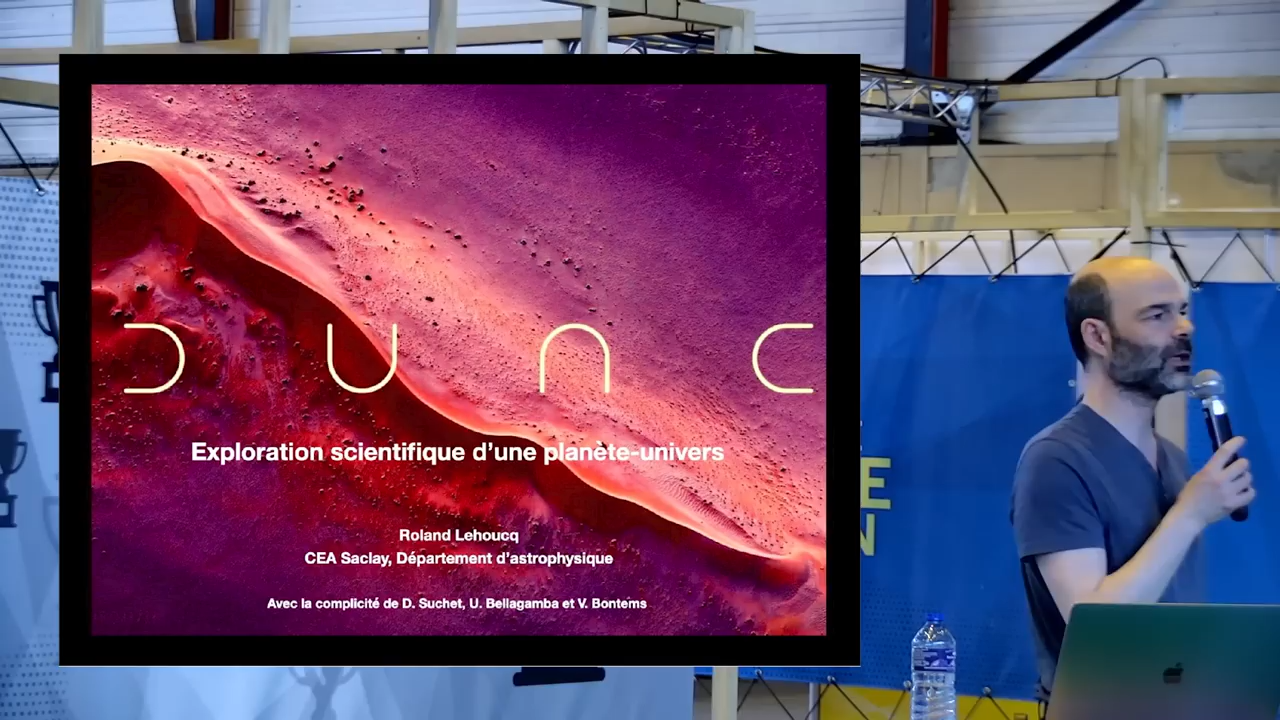 DUNE
Exploration scientifique d'une planète-univers
Roland Lehoucq
CEA Saclay, Département d'astrophysique
Avec la complicité de D. Suchet, U. Bellagamba et V. Bontems
E
N